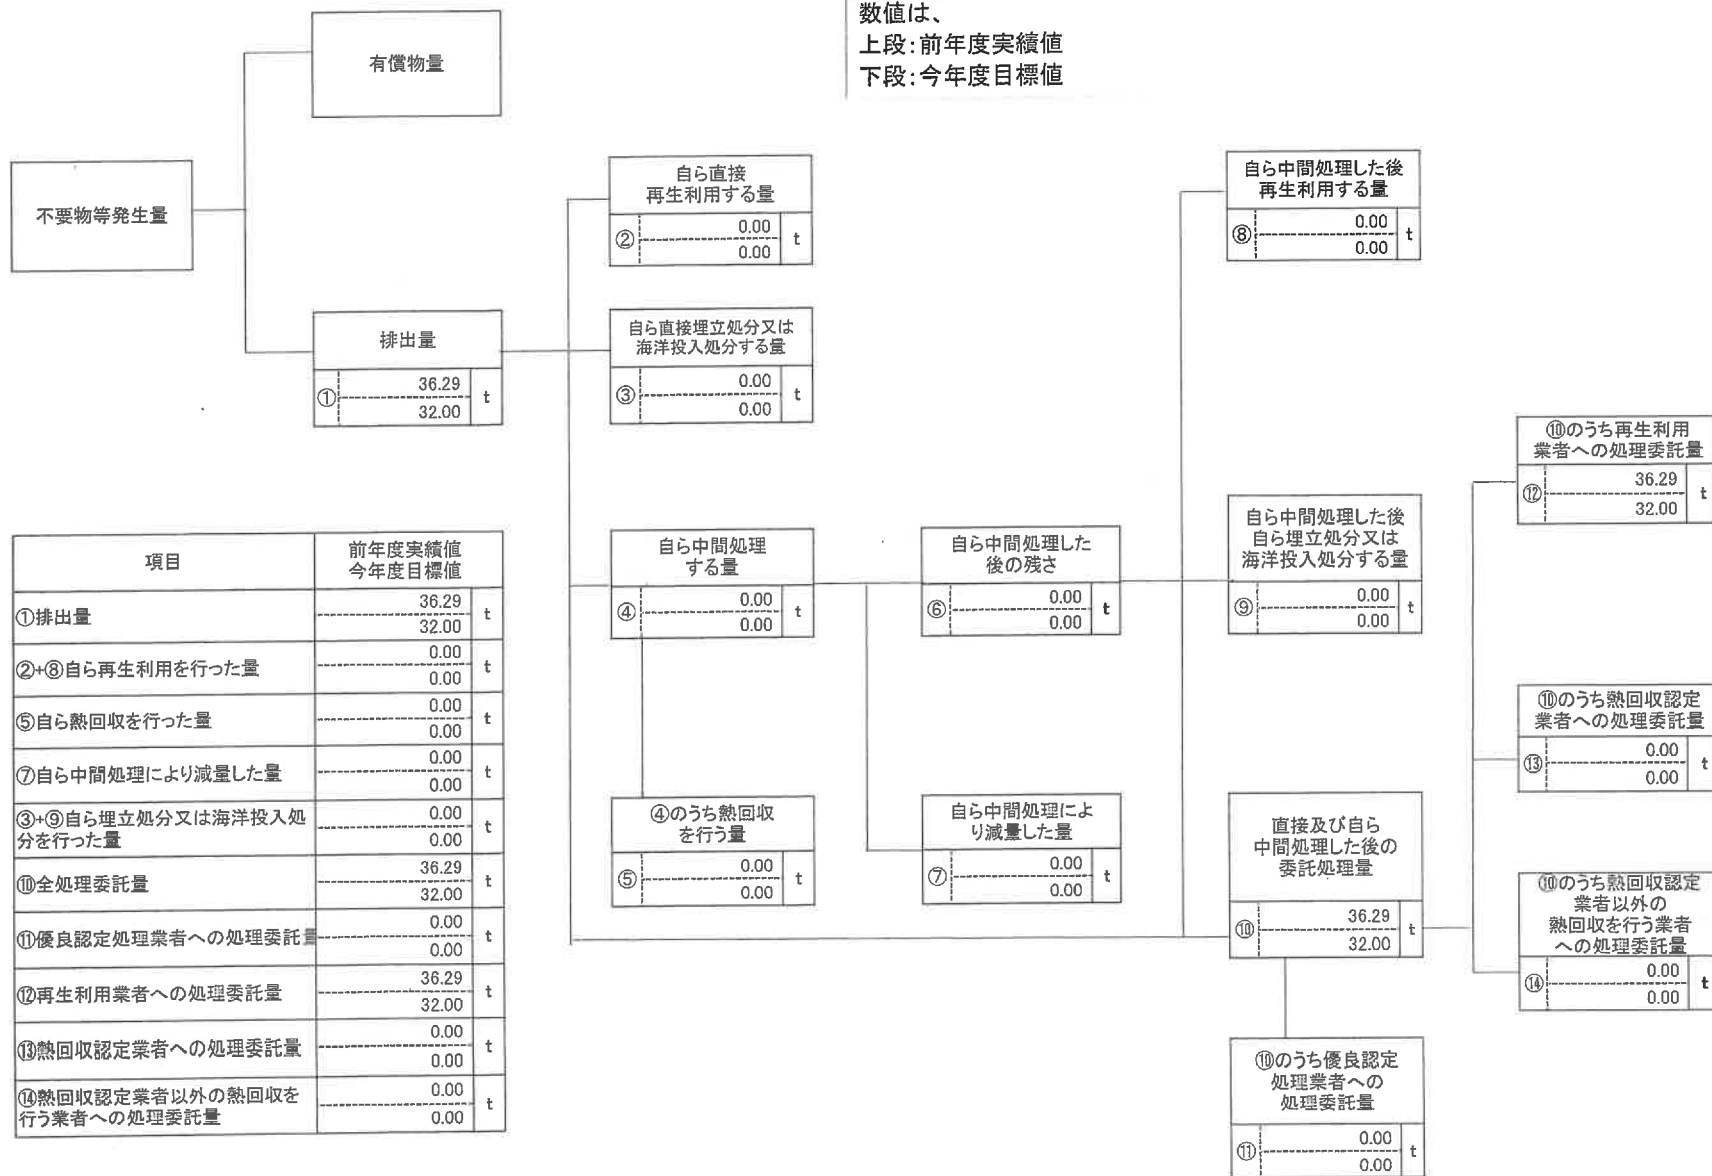 数値は、
上段:前年度実績値
下段:今年度目標値
有償物量
不要物等発生量
排出量
①
36.29
32.00
t
自ら直接
再生利用する量
②
0.00
0.00
t
自ら直接埋立処分又は
海洋投入処分する量
③
0.00
0.00
t
自ら中間処理
する量
④
0.00
0.00
t
④のうち熱回収
を行う量
⑤
0.00
0.00
t
自ら中間処理した
後の残さ
⑥
0.00
0.00
t
自ら中間処理によ
り減量した量
⑦
0.00
0.00
t
自ら中間処理した後
再生利用する量
⑧
0.00
0.00
t
自ら中間処理した後
自ら埋立処分又は
海洋投入処分する量
⑨
0.00
0.00
t
直接及び自ら
中間処理した後の
委託処理量
⑩
36.29
32.00
t
⑩のうち優良認定
処理業者への
処理委託量
⑪
0.00
0.00
t
⑩のうち再生利用
業者への処理委託量
⑫
36.29
32.00
t
⑩のうち熱回収認定
業者への処理委託量
⑬
0.00
0.00
t
⑩のうち熱回収認定
業者以外の
熱回収を行う業者
への処理委託量
⑭
0.00
0.00
t
項目
前年度実績値
今年度目標値
①排出量
36.29
32.00
t
②+⑧自ら再生利用を行った量
0.00
0.00
t
⑤自ら熱回収を行った量
0.00
0.00
t
⑦自ら中間処理により減量した量
0.00
0.00
t
③+⑨自ら埋立処分又は海洋投入処
分を行った量
0.00
0.00
t
⑩全処理委託量
36.29
32.00
t
⑪優良認定処理業者への処理委託量
0.00
0.00
t
⑫再生利用業者への処理委託量
36.29
32.00
t
⑬熱回収認定業者への処理委託量
0.00
0.00
t
⑭熱回収認定業者以外の熱回収を
行う業者への処理委託量
0.00
0.00
t